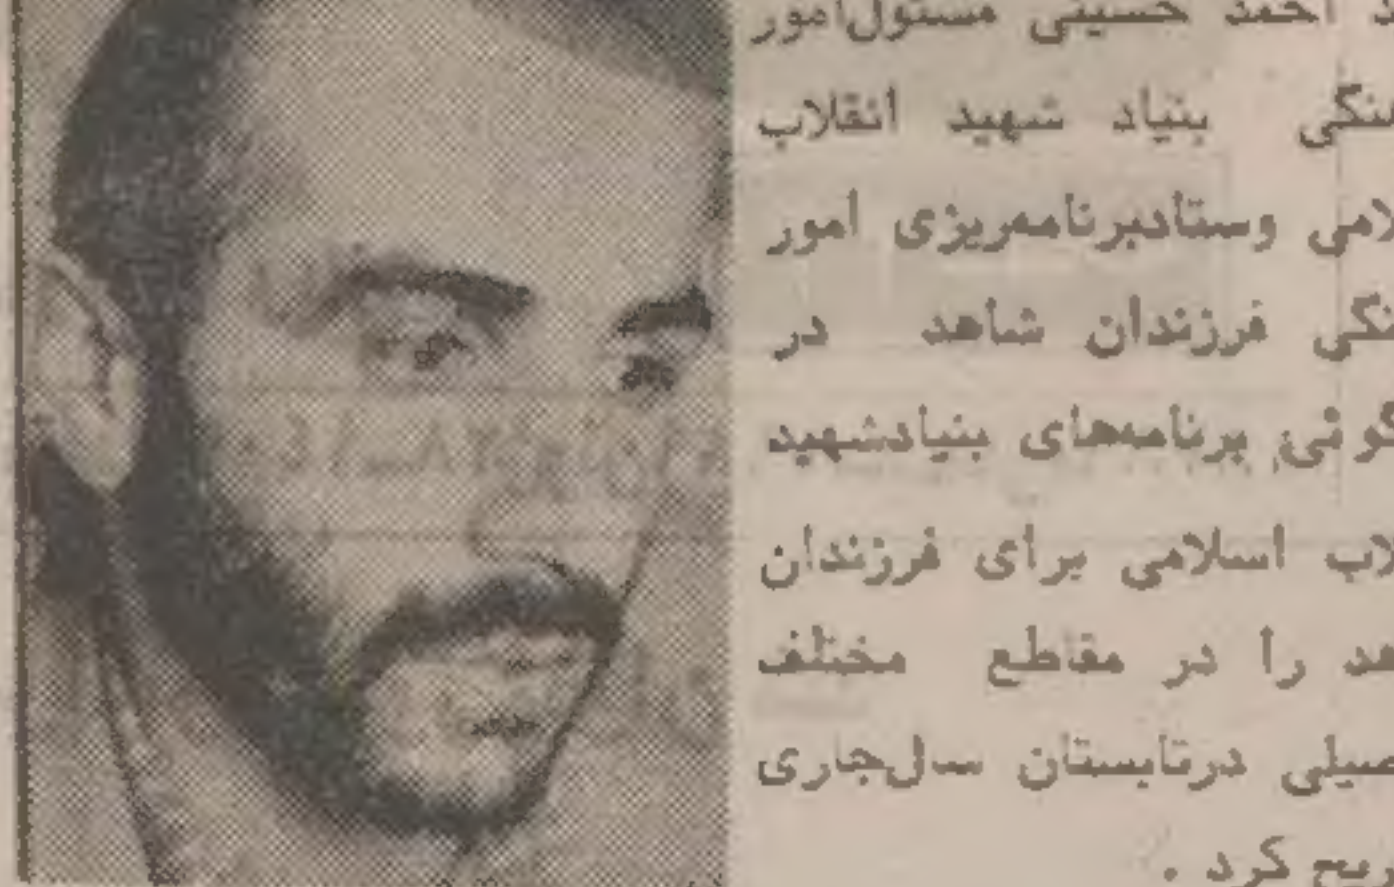 احمد حسینی مسئول‌امور
بنیاد شهید انقلاب
وستادبرنامه‌ریزی امور
فرزندان شاهد در
برنامه‌های بنیادشهید
اسلامی برای فرزندان
را در مقاطع مختلف
درتابستان سال‌جاری
کرد .